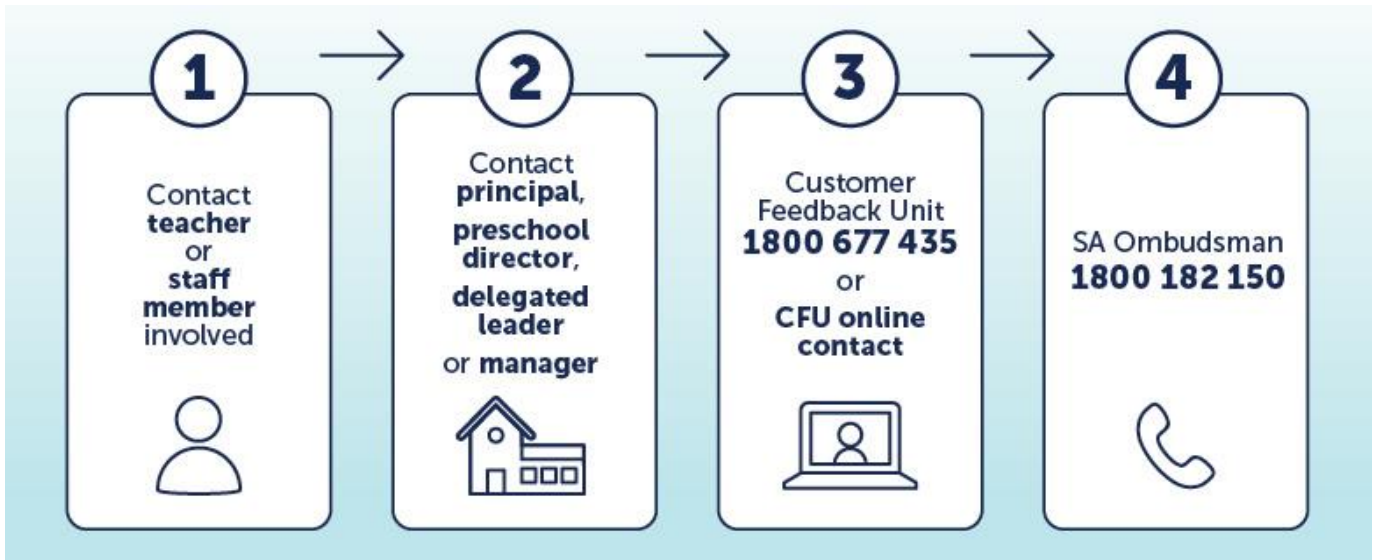 1
Contact
teacher
or
staff
member
involved
2
Contact
principal,
preschool
director,
delegated
leader
or manager
3
Customer
Feedback Unit
1800 677 435
or
CFU online
contact
4
SA Ombudsman
1800 182 150